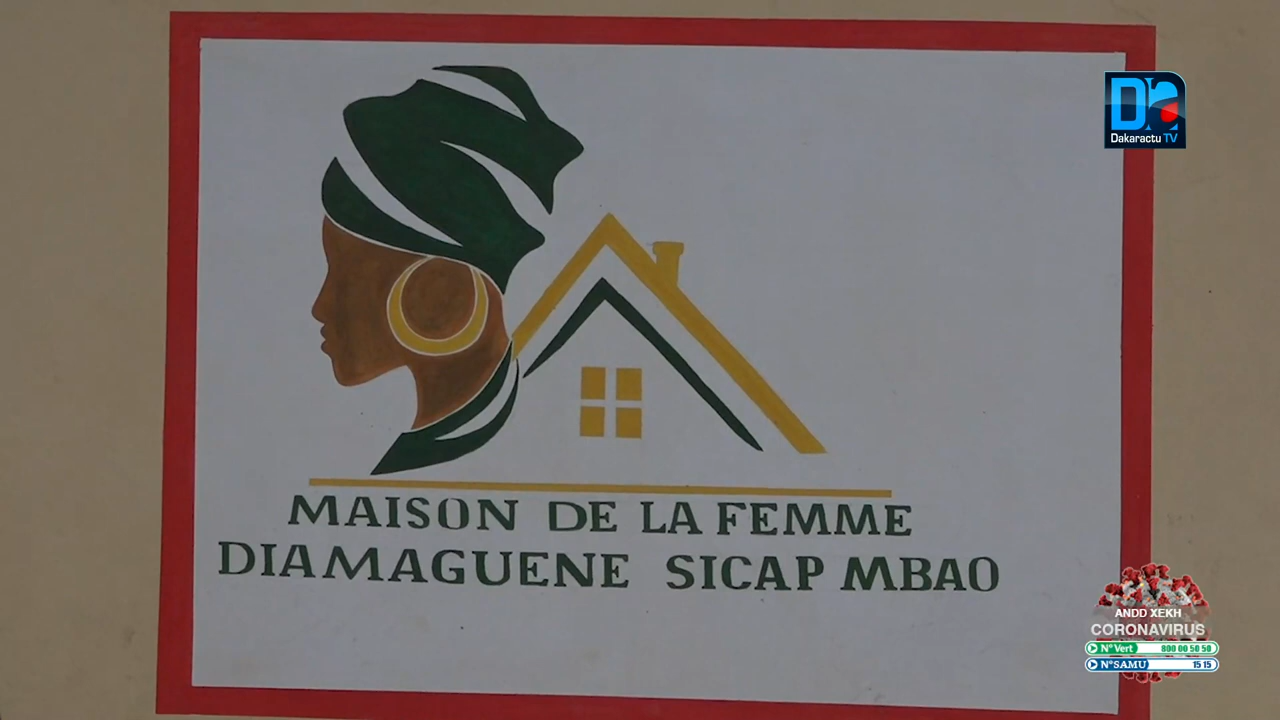 Dakaractu TV
MAISON DE LA FEMME
DIAMAGUENE SICAP MBAO
ANDD XEKH
CORONAVIRUS
N°Vert 800 00 50 50
N°SAMU 15 15